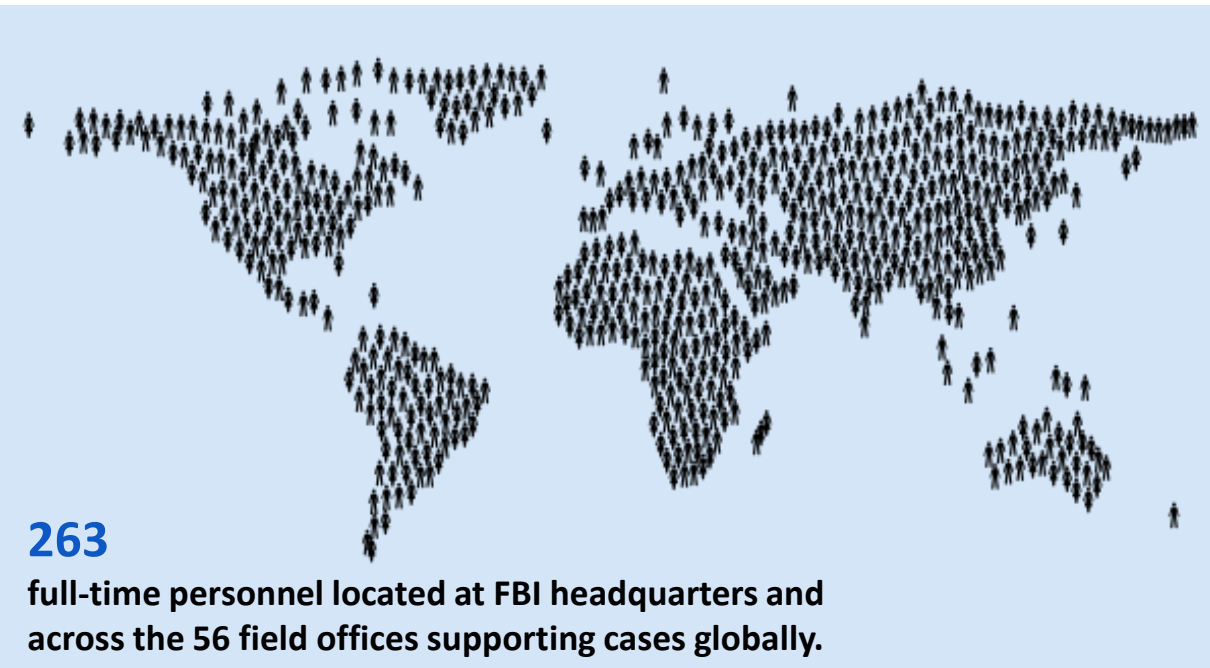 263
full-time personnel located at FBI headquarters and
across the 56 field offices supporting cases globally.